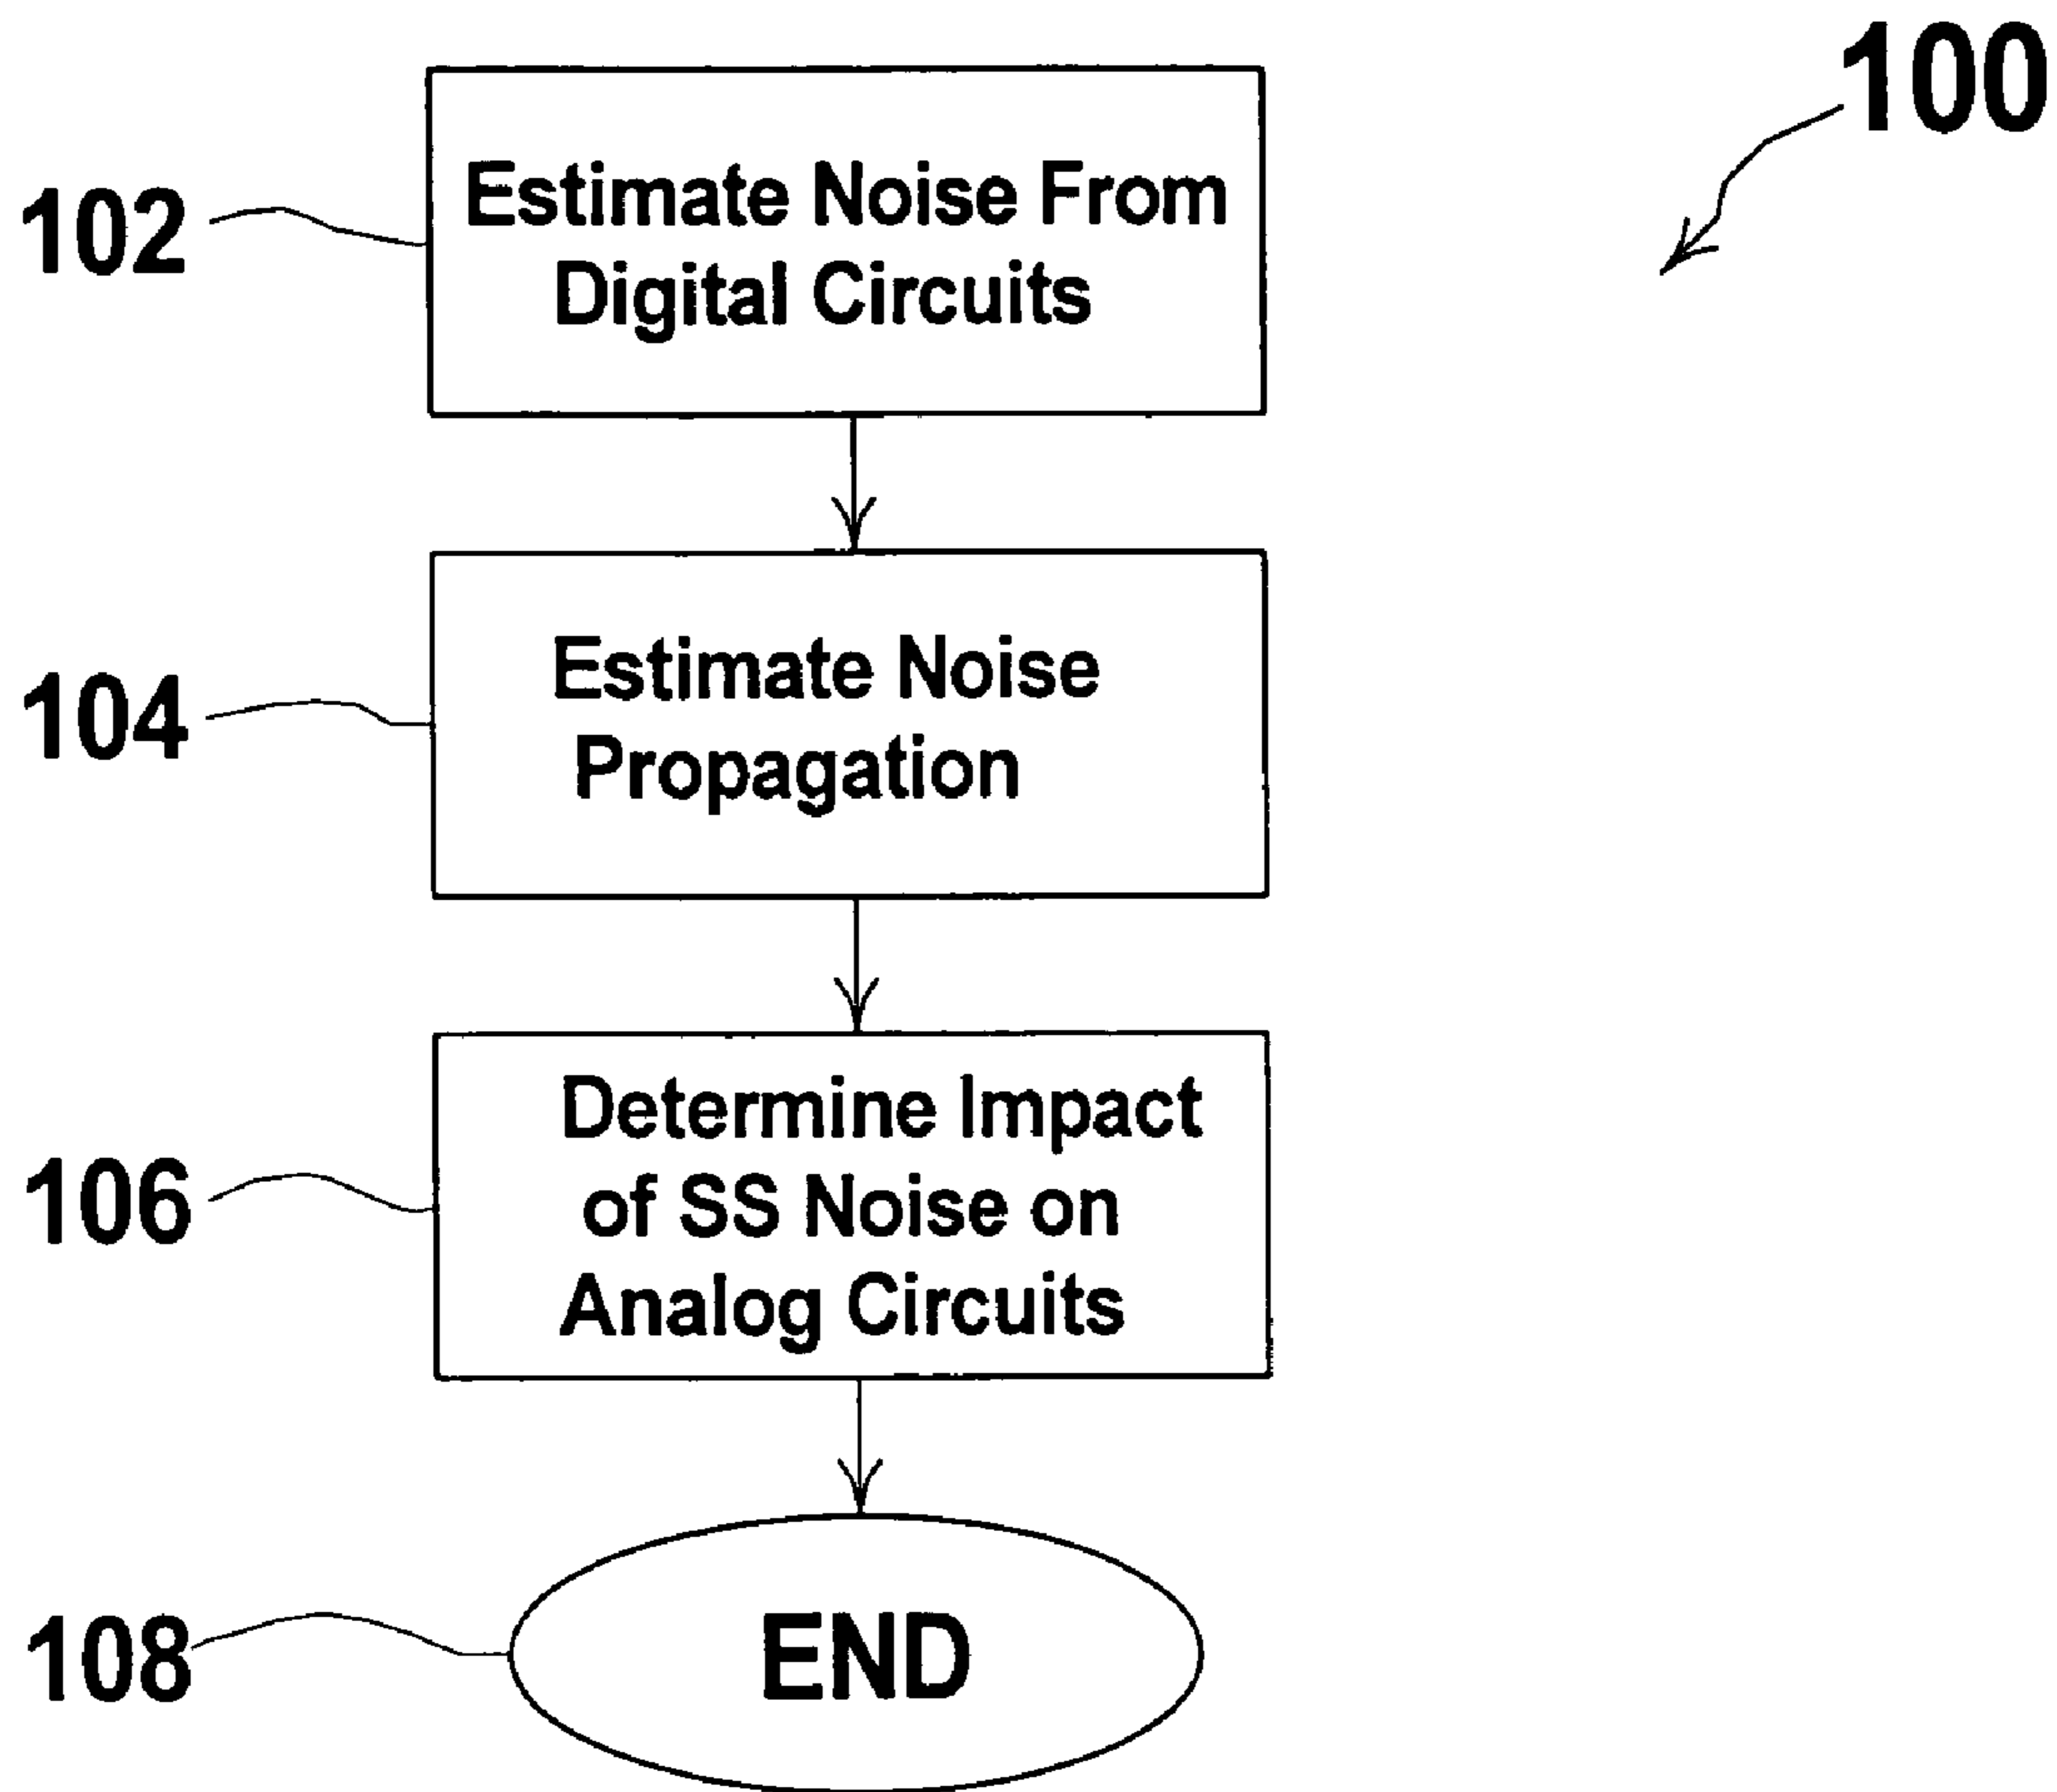 100
102
Estimate Noise From
Digital Circuits
104
Estimate Noise
Propagation
106
Determine Impact
of SS Noise on
Analog Circuits
108
END